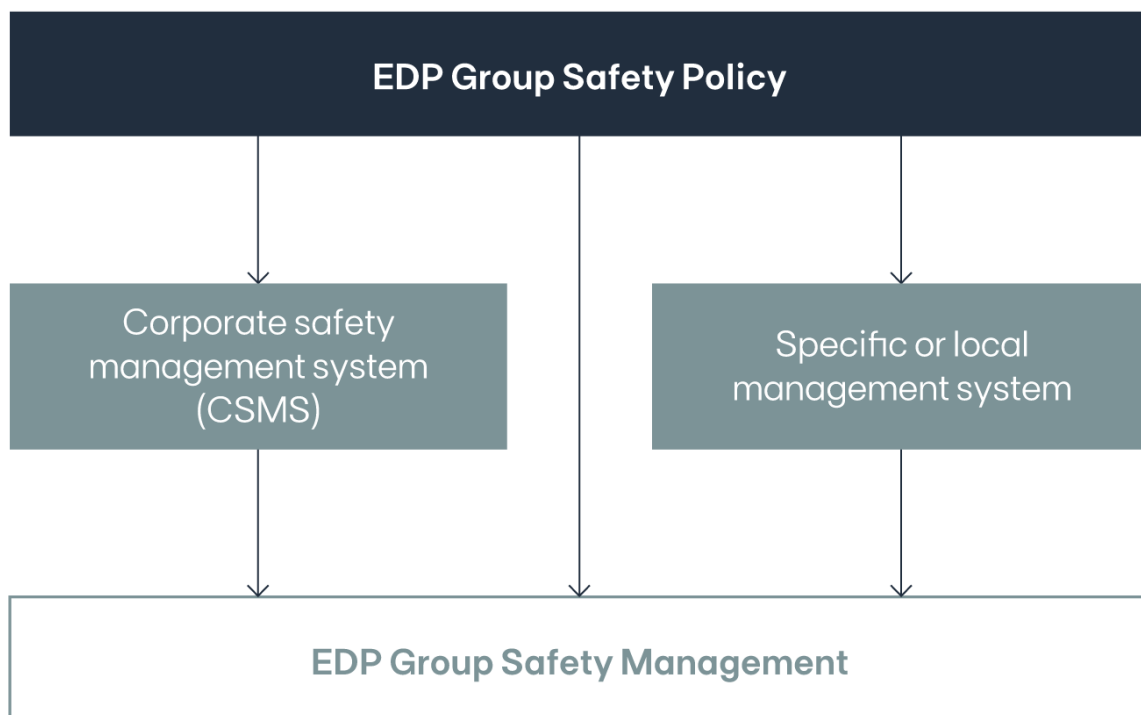 EDP Group Safety Policy
Corporate safety
management system
(CSMS)
Specific or local
management system
EDP Group Safety Management